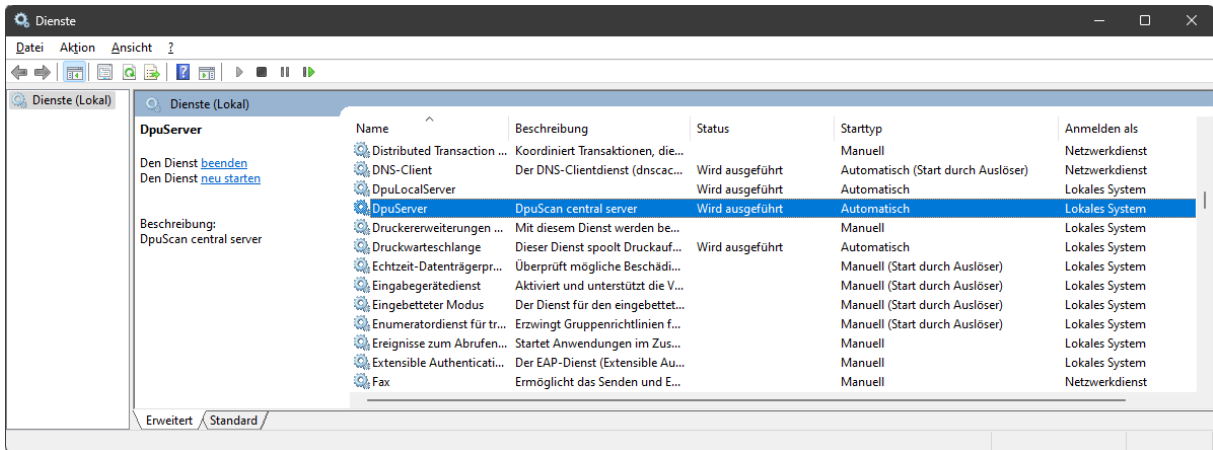 Dienste
Datei Aktion Ansicht ?
Dienste (Lokal)
Dienste (Lokal)
DpuServer
Den Dienst beenden
Den Dienst neu starten
Beschreibung:
DpuScan central server
Name Beschreibung Status Starttyp Anmelden als
Distributed Transaction ... Koordiniert Transaktionen, die... Manuell Netzwerkdienst
DNS-Client Der DNS-Clientdienst (dnscac... Wird ausgeführt Automatisch (Start durch Auslöser) Netzwerkdienst
DpuLocalServer Wird ausgeführt Automatisch Lokales System
DpuServer DpuScan central server Wird ausgeführt Automatisch Lokales System
Druckererweiterungen ... Mit diesem Dienst werden be... Manuell Lokales System
Druckwarteschlange Dieser Dienst spoolt Druckauf... Wird ausgeführt Automatisch Lokales System
Echtzeit-Datenträgerpr... Überprüft mögliche Beschädi... Manuell (Start durch Auslöser) Lokales System
Eingabegerätedienst Aktiviert und unterstützt die V... Manuell (Start durch Auslöser) Lokales System
Eingebetteter Modus Der Dienst für den eingebettet... Manuell (Start durch Auslöser) Lokales System
Enumeratordienst für tr... Erzwingt Gruppenrichtlinien f... Manuell (Start durch Auslöser) Lokales System
Ereignisse zum Abrufen... Startet Anwendungen im Zus... Manuell Lokales System
Extensible Authenticati... Der EAP-Dienst (Extensible Au... Manuell Lokales System
Fax Ermöglicht das Senden und E... Manuell Netzwerkdienst
Erweitert Standard